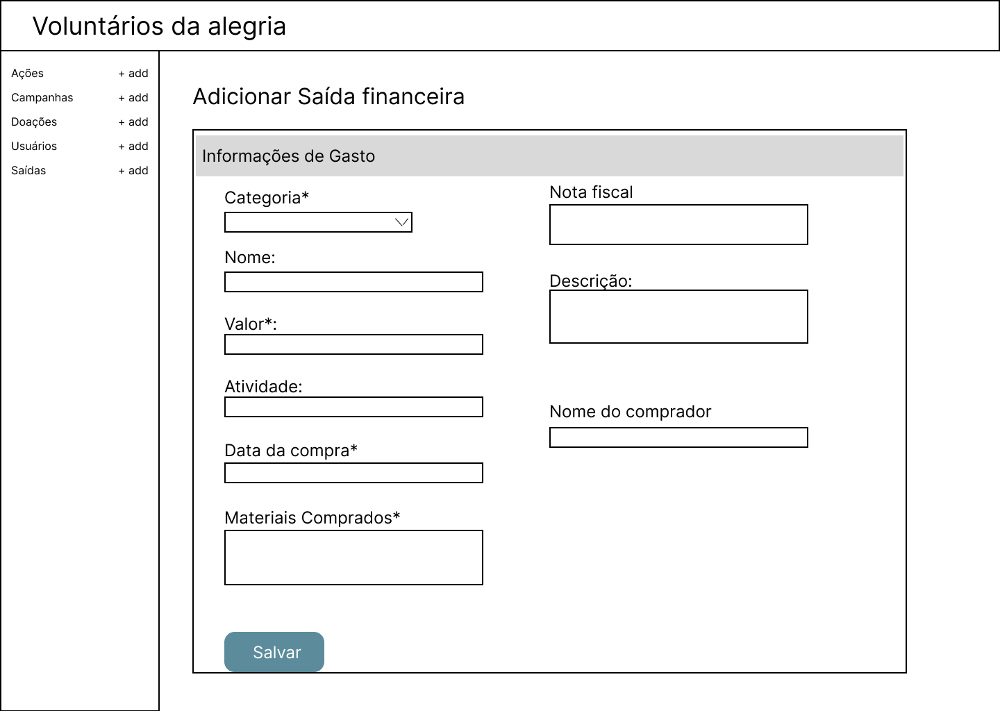 Voluntários da alegria
Ações + add
Campanhas + add
Doações + add
Usuários + add
Saídas + add
Adicionar Saída financeira
Informações de Gasto
Categoria*
Nome:
Valor*:
Atividade:
Data da compra*
Materiais Comprados*
Nota fiscal
Descrição:
Nome do comprador
Salvar